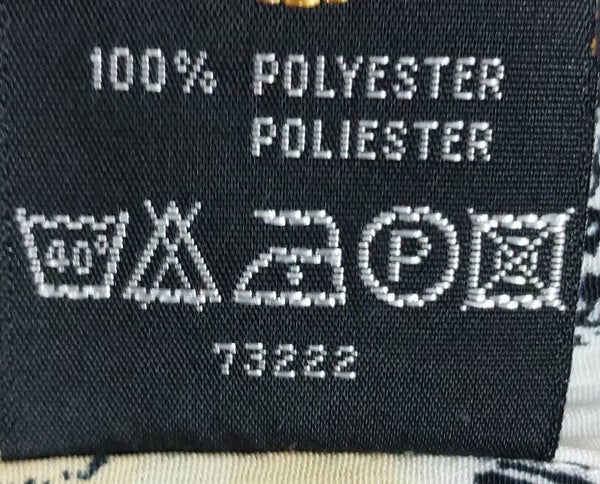 100% POLYESTER
POLIESTER
40° P
73222